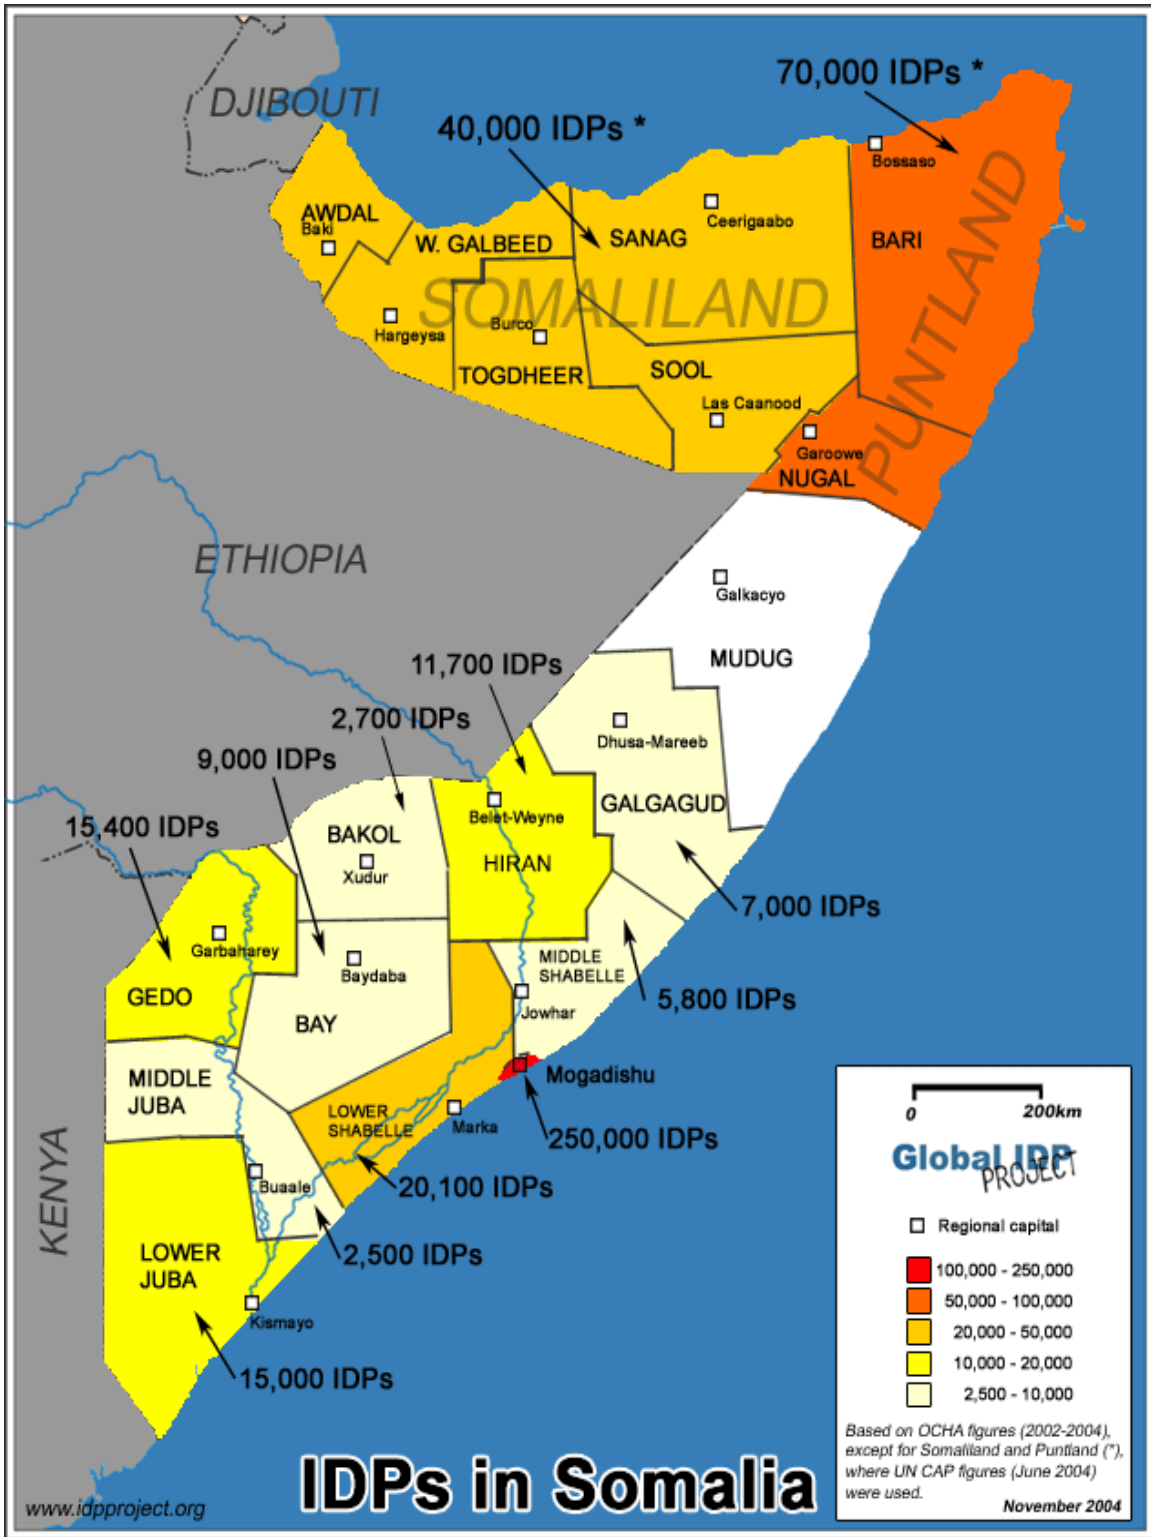 DJIBOUTI
70,000 IDPs *
40,000 IDPs *
Bossaso
AWDAL
Baki
Ceerigaabo
W. GALBEED
SANAG
BARI
SOMALILAND
PUNTLAND
Hargeysa
Burco
TOGDHEER
SOOL
Las Caanood
Garoowe
NUGAL
ETHIOPIA
Galkacyo
MUDUG
11,700 IDPs
2,700 IDPs
9,000 IDPs
15,400 IDPs
Dhusa-Mareeb
GALGAGUD
Belet-Weyne
HIRAN
BAKOL
Xudur
7,000 IDPs
Garbaharey
GEDO
Baydaba
BAY
MIDDLE
SHABELLE
5,800 IDPs
Jowhar
Mogadishu
MIDDLE
JUBA
LOWER
SHABELLE
Marka
250,000 IDPs
KENYA
Buaale
20,100 IDPs
2,500 IDPs
LOWER
JUBA
Kismayo
15,000 IDPs
0 200km
Global IDP
PROJECT
Regional capital
100,000 - 250,000
50,000 - 100,000
20,000 - 50,000
10,000 - 20,000
2,500 - 10,000
Based on OCHA figures (2002-2004),
except for Somaliland and Puntland (*),
where UN CAP figures (June 2004)
were used.
November 2004
IDPs in Somalia
www.idpproject.org